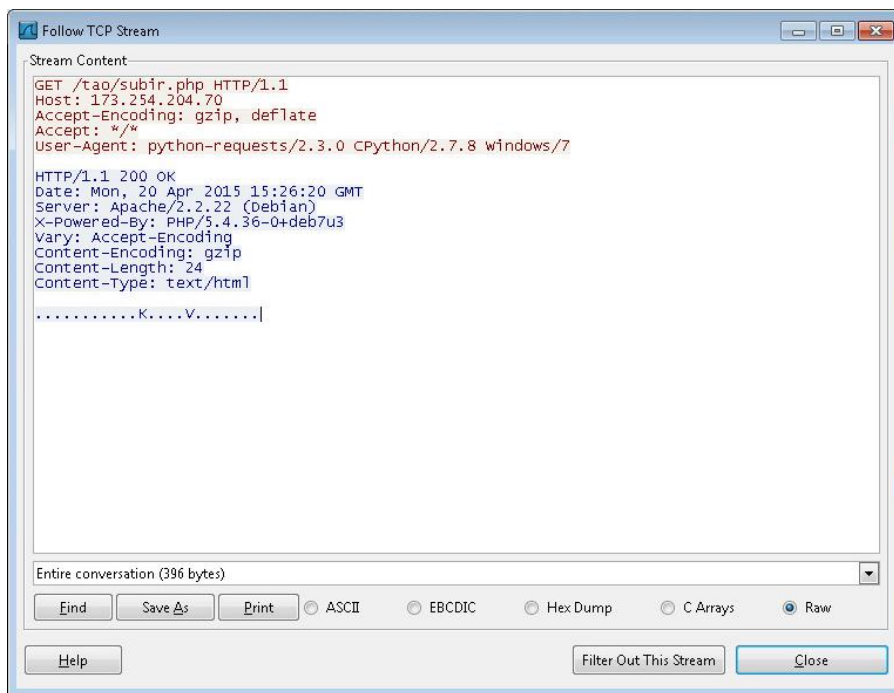 Follow TCP Stream
Stream Content
GET /tao/subir.php HTTP/1.1
Host: 173.254.204.70
Accept-Encoding: gzip, deflate
Accept: */*
User-Agent: python-requests/2.3.0 CPython/2.7.8 Windows/7
HTTP/1.1 200 OK
Date: Mon, 20 Apr 2015 15:26:20 GMT
Server: Apache/2.2.22 (Debian)
X-Powered-By: PHP/5.4.36-0+deb7u3
Vary: Accept-Encoding
Content-Encoding: gzip
Content-Length: 24
Content-Type: text/html
...........K....V.......
Entire conversation (396 bytes)
Find Save As Print ASCII EBCDIC Hex Dump C Arrays Raw
Help Filter Out This Stream Close